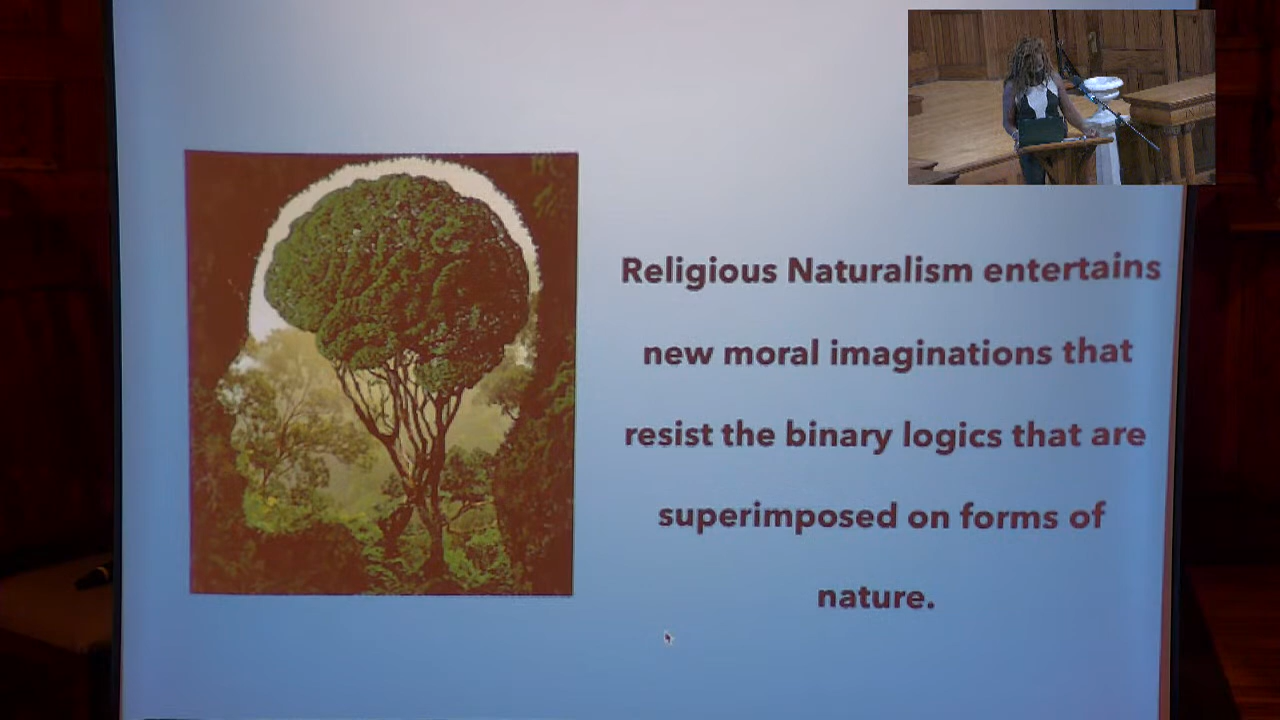 Religious Naturalism entertains
new moral imaginations that
resist the binary logics that are
superimposed on forms of
nature.